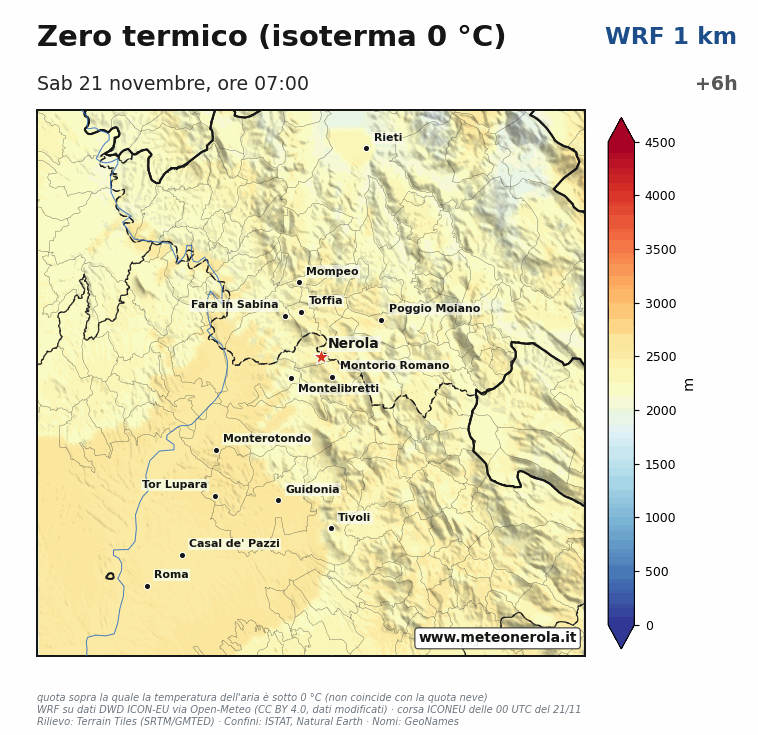 Zero termico (isoterma 0 °C)
WRF 1 km
Sab 21 novembre, ore 07:00
+6h
Rieti
Mompeo
Toffia
Fara in Sabina
Poggio Moiano
Nerola
Montorio Romano
Montelibretti
Monterotondo
Tor Lupara
Guidonia
Tivoli
Casal de' Pazzi
Roma
www.meteonerola.it
4500
4000
3500
3000
2500
2000
1500
1000
500
0
m
quota sopra la quale la temperatura dell'aria è sotto 0 °C (non coincide con la quota neve)
WRF su dati DWD ICON-EU via Open-Meteo (CC BY 4.0, dati modificati) · corsa ICONEU delle 00 UTC del 21/11
Rilievo: Terrain Tiles (SRTM/GMTED) · Confini: ISTAT, Natural Earth · Nomi: GeoNames